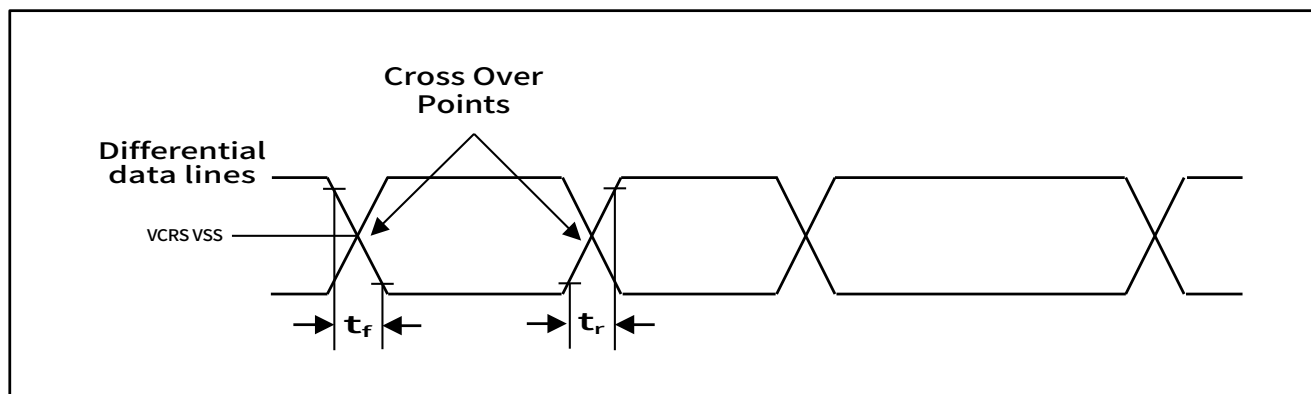 Cross Over
Points
Differential
data lines
VCRS VSS
tf
tr